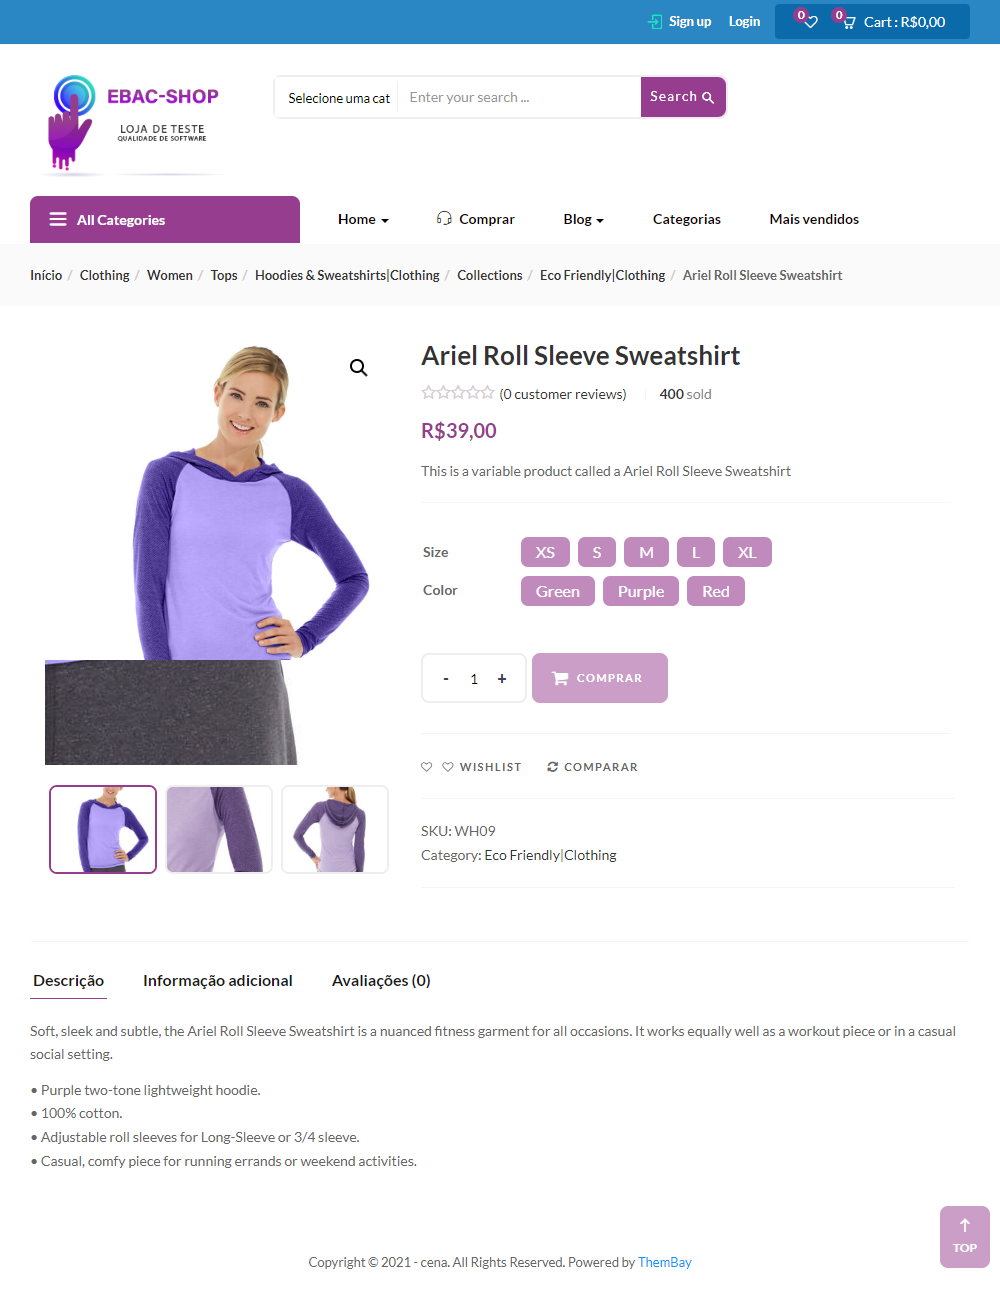 Sign up Login 0 0 Cart : R$0,00
EBAC-SHOP
LOJA DE TESTE
QUALIDADE DE SOFTWARE
Selecione uma cat Enter your search ... Search
All Categories Home Comprar Blog Categorias Mais vendidos
Início / Clothing / Women / Tops / Hoodies & Sweatshirts|Clothing / Collections / Eco Friendly|Clothing / Ariel Roll Sleeve Sweatshirt
Ariel Roll Sleeve Sweatshirt
(0 customer reviews) 400 sold
R$39,00
This is a variable product called a Ariel Roll Sleeve Sweatshirt
Size XS S M L XL
Color Green Purple Red
- 1 + COMPRAR
WISHLIST COMPARAR
SKU: WH09
Category: Eco Friendly|Clothing
Descrição Informação adicional Avaliações (0)
Soft, sleek and subtle, the Ariel Roll Sleeve Sweatshirt is a nuanced fitness garment for all occasions. It works equally well as a workout piece or in a casual
social setting.
• Purple two-tone lightweight hoodie.
• 100% cotton.
• Adjustable roll sleeves for Long-Sleeve or 3/4 sleeve.
• Casual, comfy piece for running errands or weekend activities.
TOP
Copyright © 2021 - cena. All Rights Reserved. Powered by ThemBay